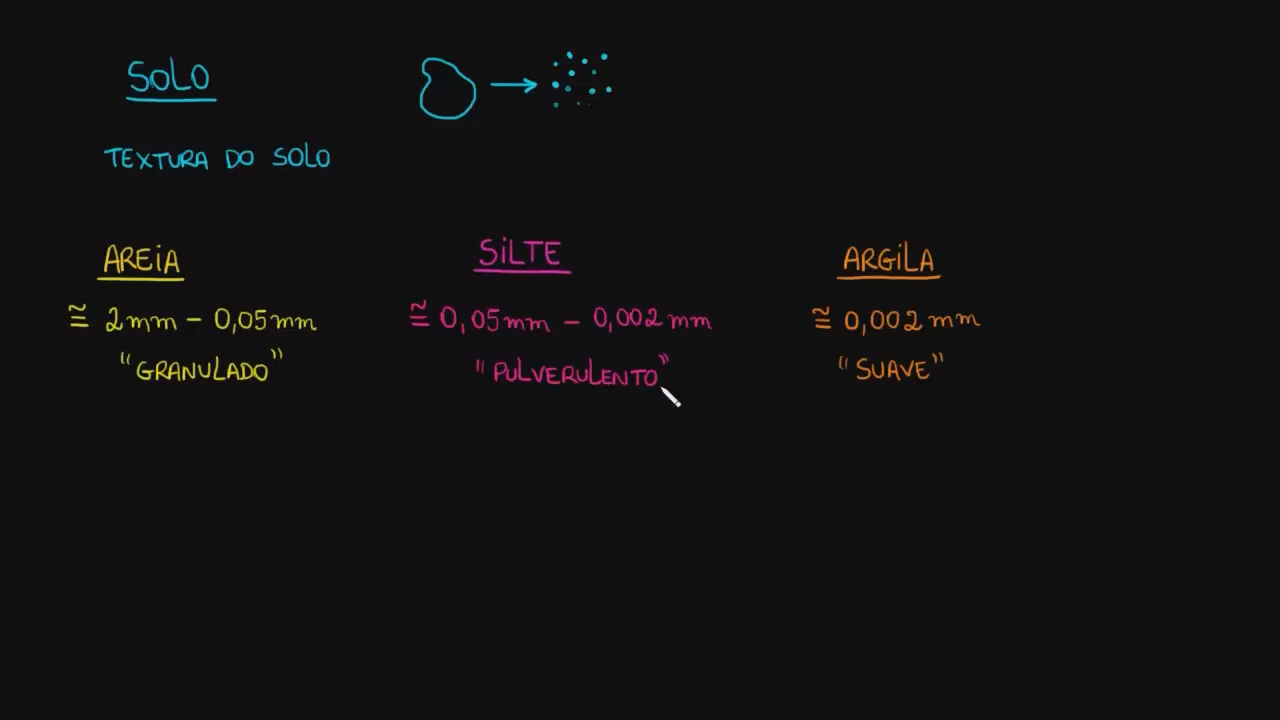 SOLO
TEXTURA DO SOLO
AREiA
≅ 2mm - 0,05mm
"GRANULADO"
SiLTE
≅ 0,05mm - 0,002mm
"PULVERULENTO"
ARGiLA
≅ 0,002mm
"SUAVE"